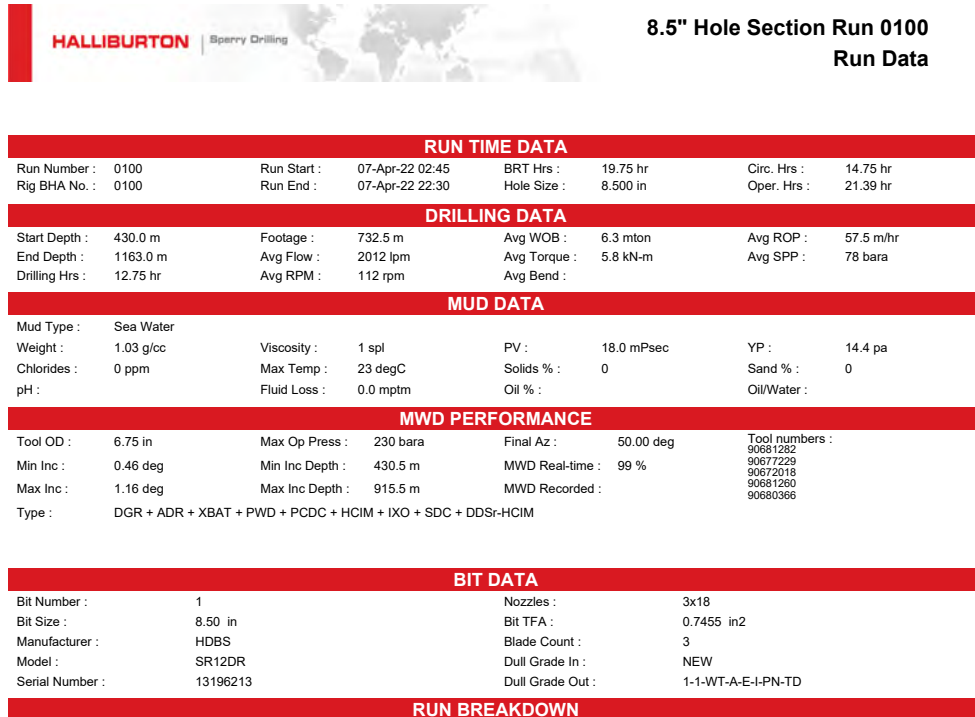 HALLIBURTON | Sperry Drilling
8.5" Hole Section Run 0100
Run Data
RUN TIME DATA
Run Number : 0100 Run Start : 07-Apr-22 02:45 BRT Hrs : 19.75 hr Circ. Hrs : 14.75 hr
Rig BHA No. : 0100 Run End : 07-Apr-22 22:30 Hole Size : 8.500 in Oper. Hrs : 21.39 hr
DRILLING DATA
Start Depth : 430.0 m Footage : 732.5 m Avg WOB : 6.3 mton Avg ROP : 57.5 m/hr
End Depth : 1163.0 m Avg Flow : 2012 lpm Avg Torque : 5.8 kN-m Avg SPP : 78 bara
Drilling Hrs : 12.75 hr Avg RPM : 112 rpm Avg Bend :
MUD DATA
Mud Type : Sea Water
Weight : 1.03 g/cc Viscosity : 1 spl PV : 18.0 mPsec YP : 14.4 pa
Chlorides : 0 ppm Max Temp : 23 degC Solids % : 0 Sand % : 0
pH : Fluid Loss : 0.0 mptm Oil % : Oil/Water :
MWD PERFORMANCE
Tool OD : 6.75 in Max Op Press : 230 bara Final Az : 50.00 deg Tool numbers :
90681282
90677229
Min Inc : 0.46 deg Min Inc Depth : 430.5 m MWD Real-time : 99 %
90672018
90681260
Max Inc : 1.16 deg Max Inc Depth : 915.5 m MWD Recorded :
90680366
Type : DGR + ADR + XBAT + PWD + PCDC + HCIM + IXO + SDC + DDSr-HCIM
BIT DATA
Bit Number : 1 Nozzles : 3x18
Bit Size : 8.50 in Bit TFA : 0.7455 in2
Manufacturer : HDBS Blade Count : 3
Model : SR12DR Dull Grade In : NEW
Serial Number : 13196213 Dull Grade Out : 1-1-WT-A-E-I-PN-TD
RUN BREAKDOWN